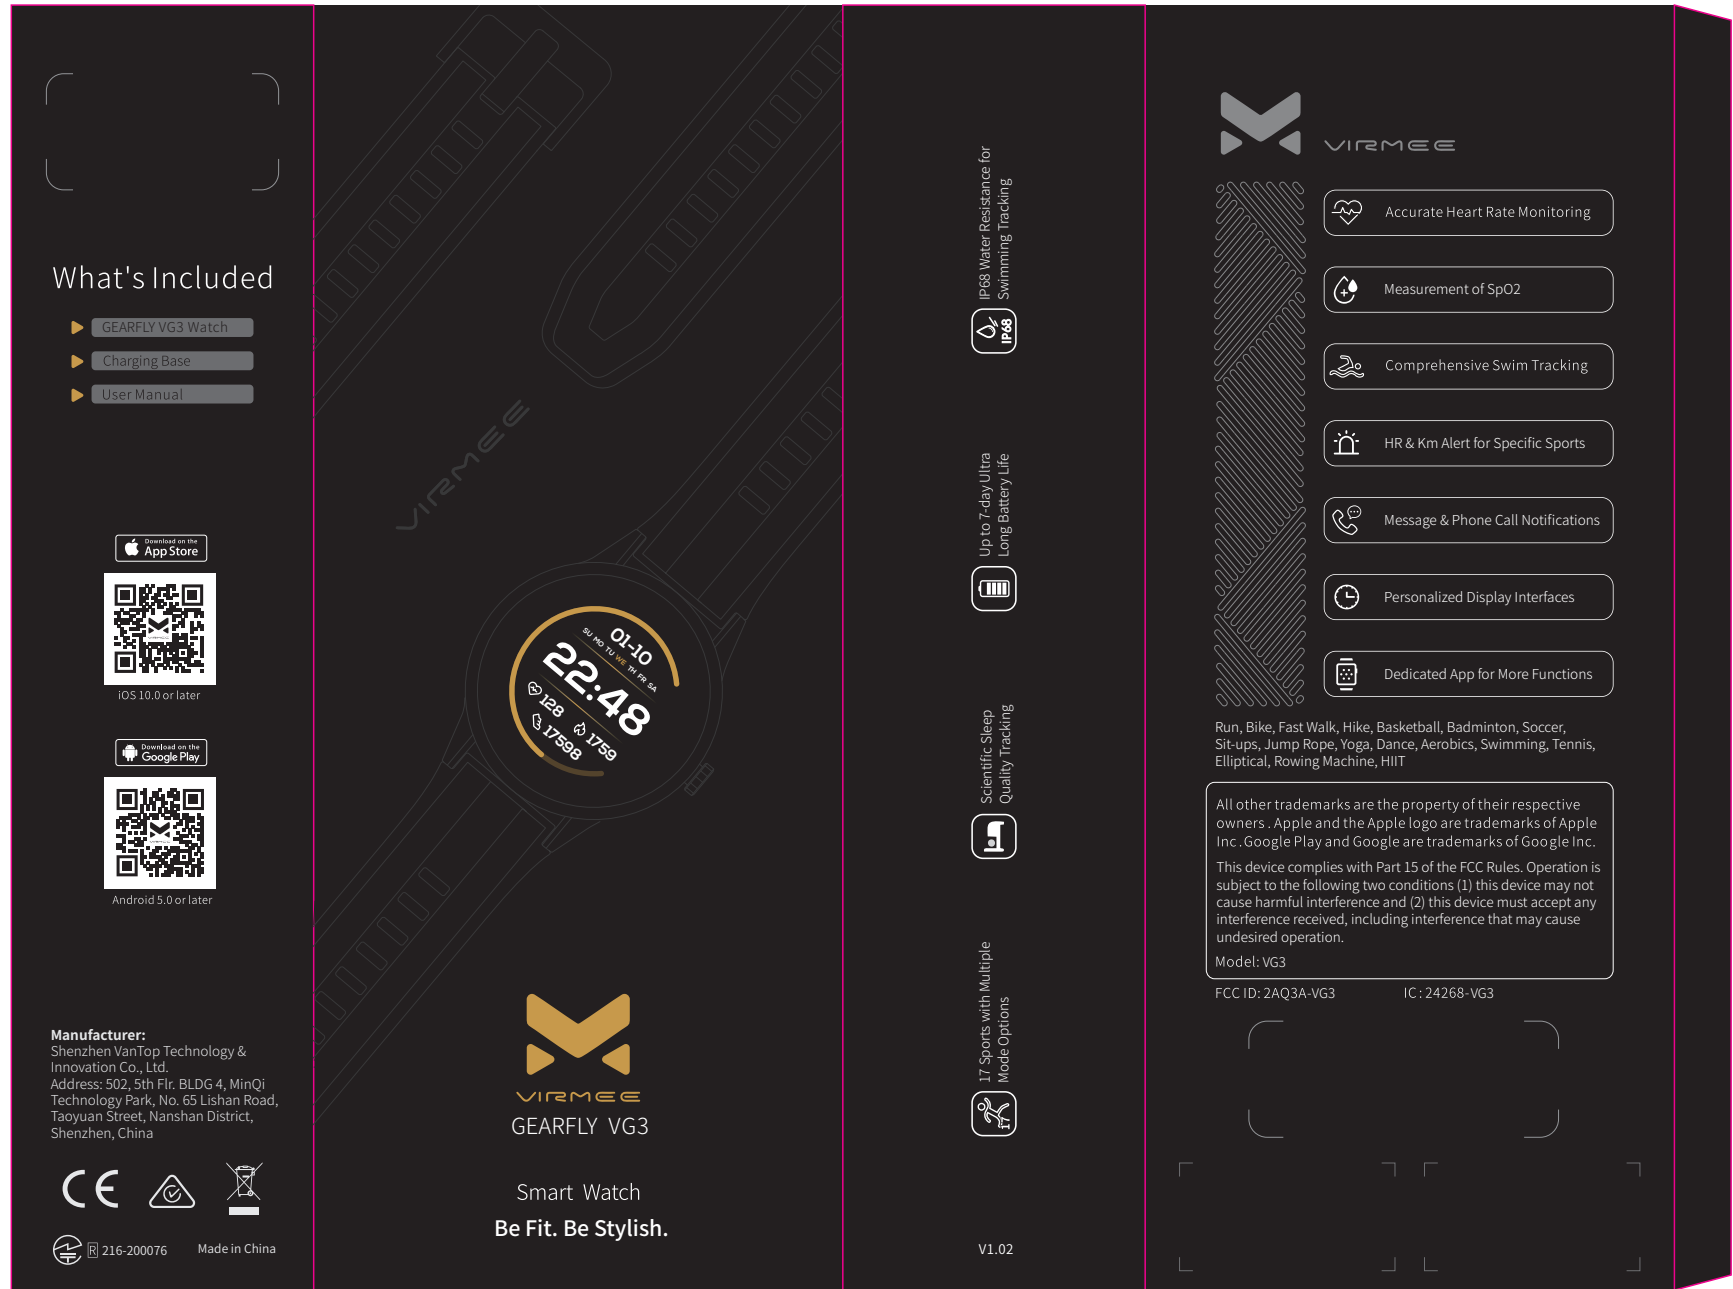 What's Included
GEARFLY VG3 Watch
Charging Base
User Manual
Download on the
App Store
iOS 10.0 or later
Download on the
Google Play
Android 5.0 or later
Manufacturer:
Shenzhen VanTop Technology &
Innovation Co., Ltd.
Address: 502, 5th Flr. BLDG 4, MinQi
Technology Park, No. 65 Lishan Road,
Taoyuan Street, Nanshan District,
Shenzhen, China
CE
R 216-200076
Made in China
VIRMEE
01-10
SU MO TU WE TH FR SA
22:48
128
1759
17598
VIRMEE
GEARFLY VG3
Smart Watch
Be Fit. Be Stylish.
IP68 Water Resistance for
Swimming Tracking
IP68
Up to 7-day Ultra
Long Battery Life
Scientific Sleep
Quality Tracking
17 Sports with Multiple
Mode Options
17
V1.02
VIRMEE
Accurate Heart Rate Monitoring
Measurement of SpO2
Comprehensive Swim Tracking
HR & Km Alert for Specific Sports
Message & Phone Call Notifications
Personalized Display Interfaces
Dedicated App for More Functions
Run, Bike, Fast Walk, Hike, Basketball, Badminton, Soccer,
Sit-ups, Jump Rope, Yoga, Dance, Aerobics, Swimming, Tennis,
Elliptical, Rowing Machine, HIIT
All other trademarks are the property of their respective
owners . Apple and the Apple logo are trademarks of Apple
Inc . Google Play and Google are trademarks of Google Inc.
This device complies with Part 15 of the FCC Rules. Operation is
subject to the following two conditions (1) this device may not
cause harmful interference and (2) this device must accept any
interference received, including interference that may cause
undesired operation.
Model: VG3
FCC ID: 2AQ3A-VG3
IC : 24268-VG3